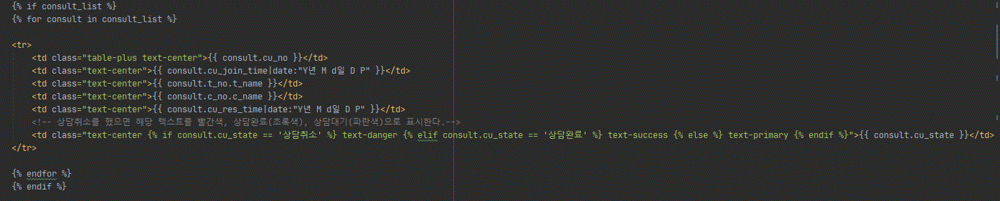 {% if consult_list %}
{% for consult in consult_list %}
<tr>
<td class="table-plus text-center">{{ consult.cu_no }}</td>
<td class="text-center">{{ consult.cu_join_time|date:"Y년 M d일 D P" }}</td>
<td class="text-center">{{ consult.t_no.t_name }}</td>
<td class="text-center">{{ consult.c_no.c_name }}</td>
<td class="text-center">{{ consult.cu_res_time|date:"Y년 M d일 D P" }}</td>
<!-- 상담취소를 했으면 해당 텍스트를 빨간색, 상담완료(초록색), 상담대기(파란색)으로 표시한다.-->
<td class="text-center {% if consult.cu_state == '상담취소' %} text-danger {% elif consult.cu_state == '상담완료' %} text-success {% else %} text-primary {% endif %}">{{ consult.cu_state }}</td>
</tr>
{% endfor %}
{% endif %}